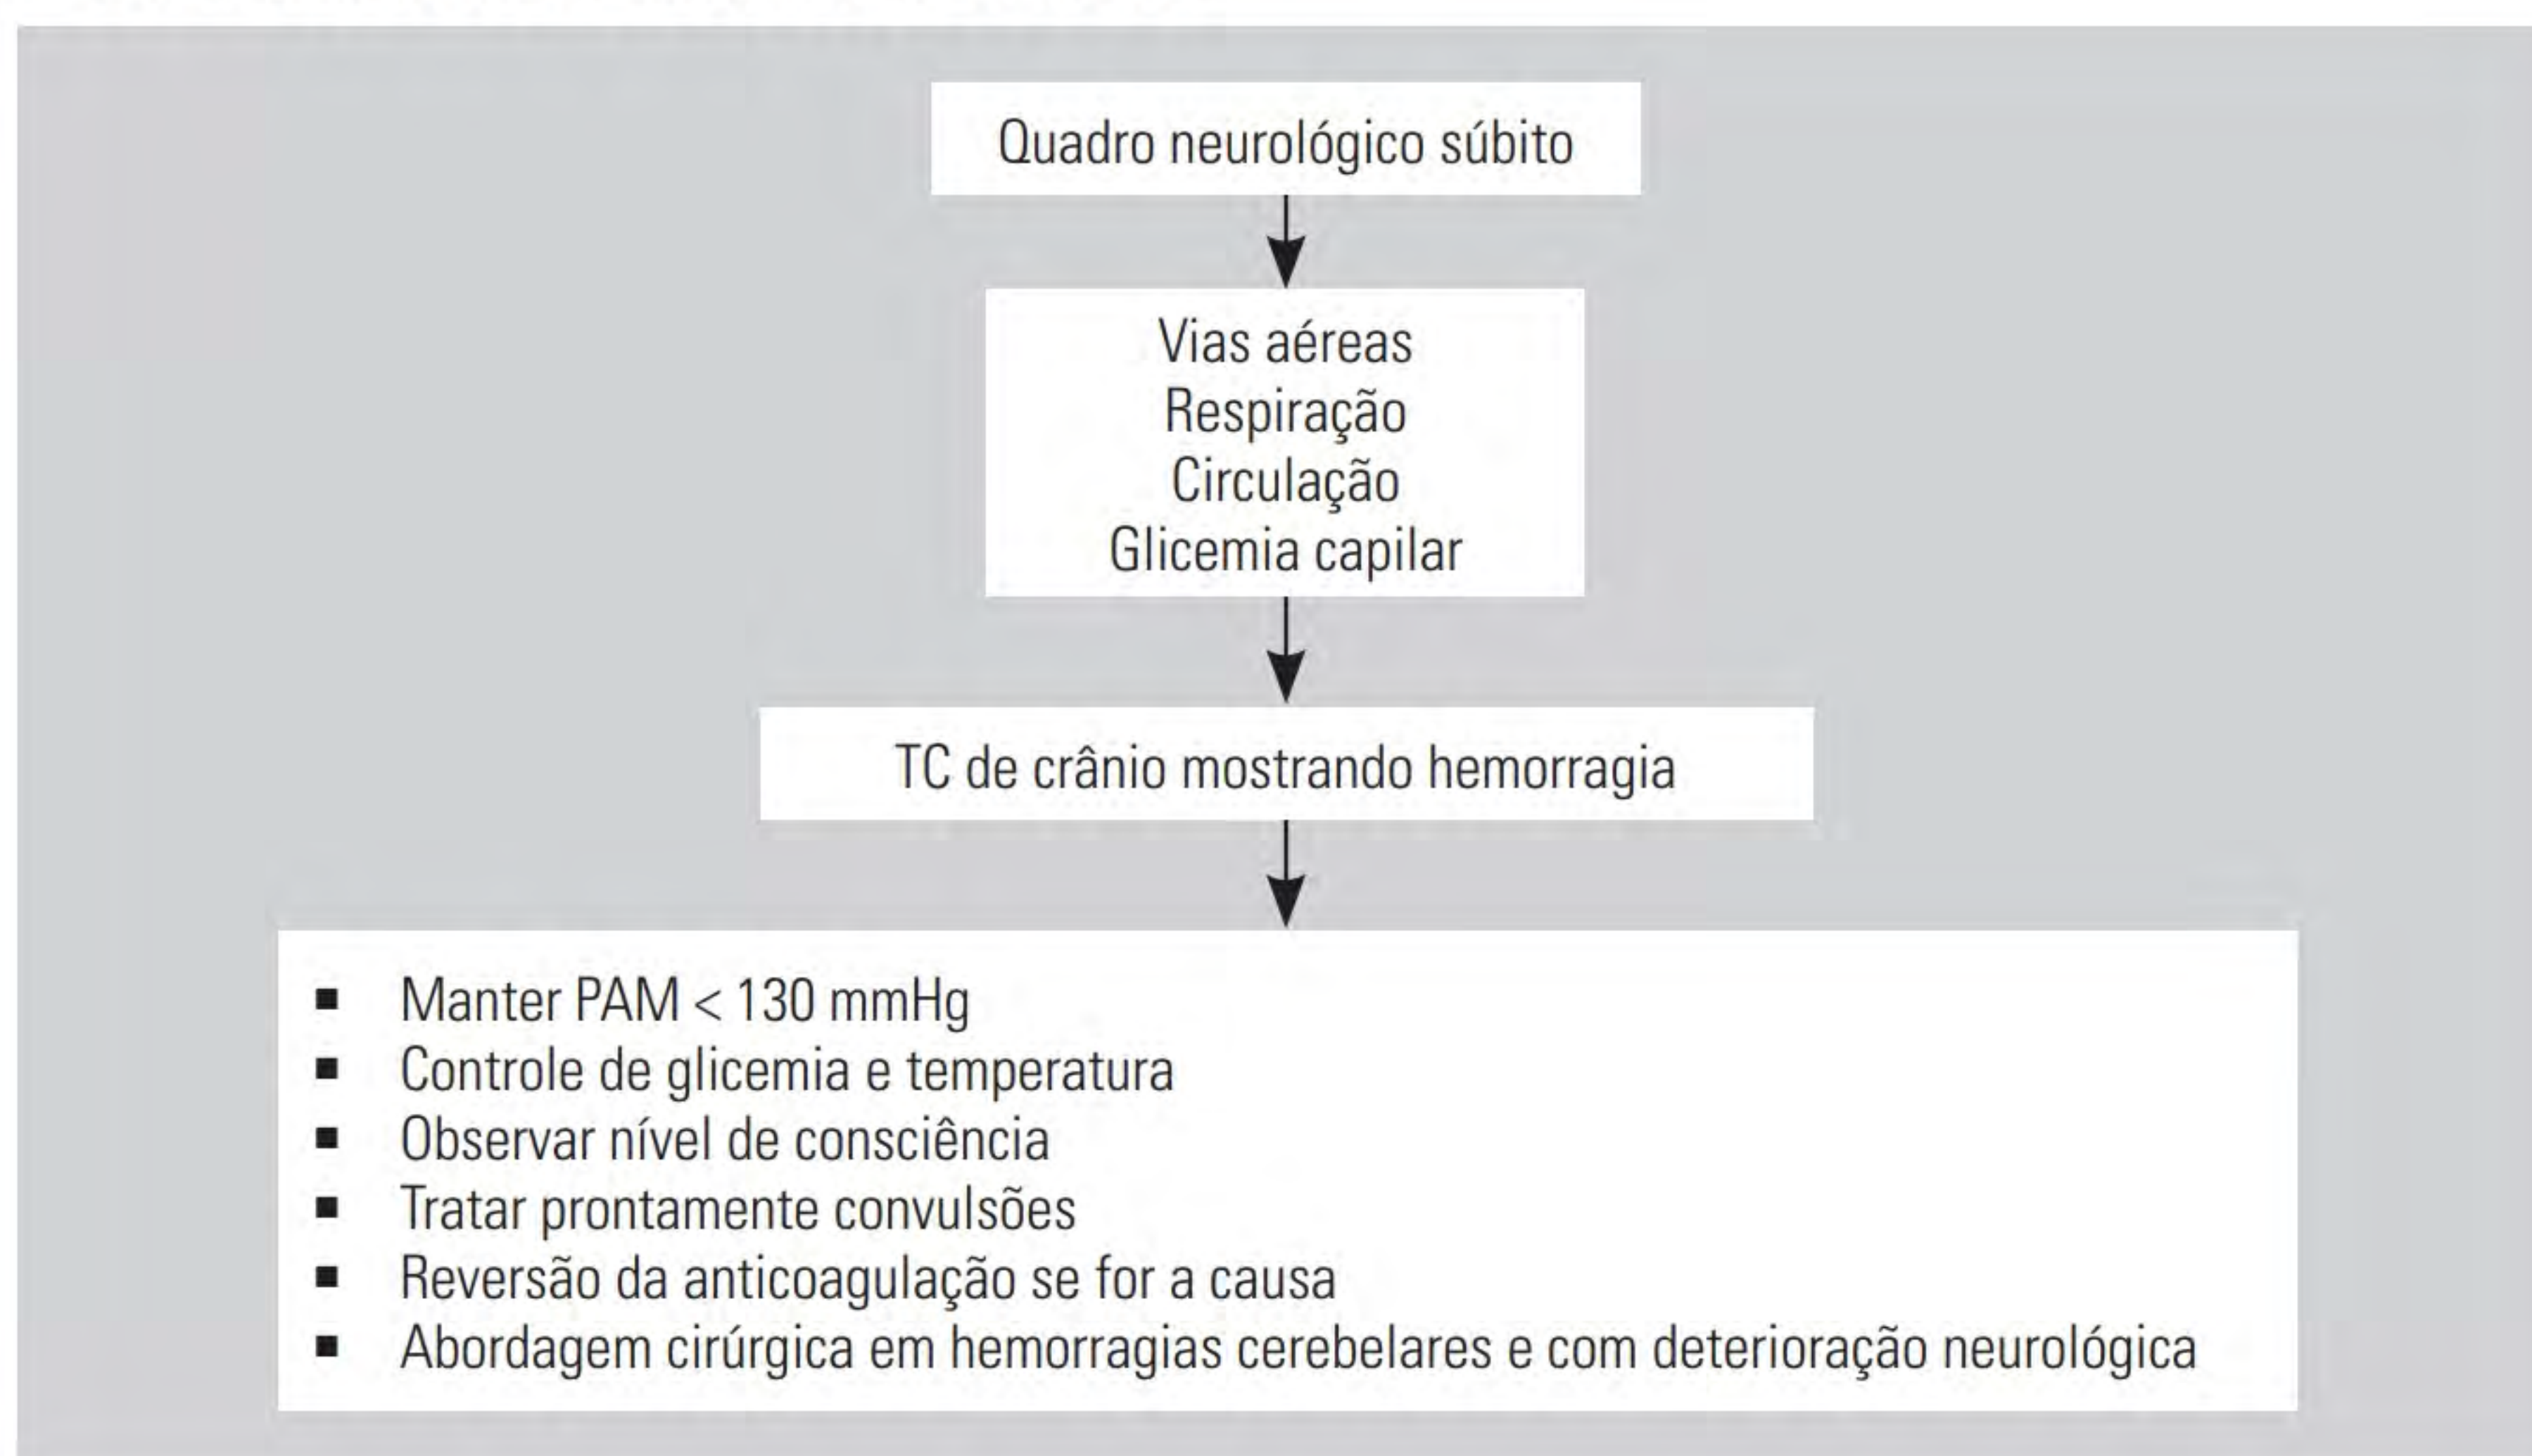 Quadro neurológico súbito
Vias aéreas
Respiração
Circulação
Glicemia capilar
TC de crânio mostrando hemorragia
▪ Manter PAM < 130 mmHg
▪ Controle de glicemia e temperatura
▪ Observar nível de consciência
▪ Tratar prontamente convulsões
▪ Reversão da anticoagulação se for a causa
▪ Abordagem cirúrgica em hemorragias cerebelares e com deterioração neurológica